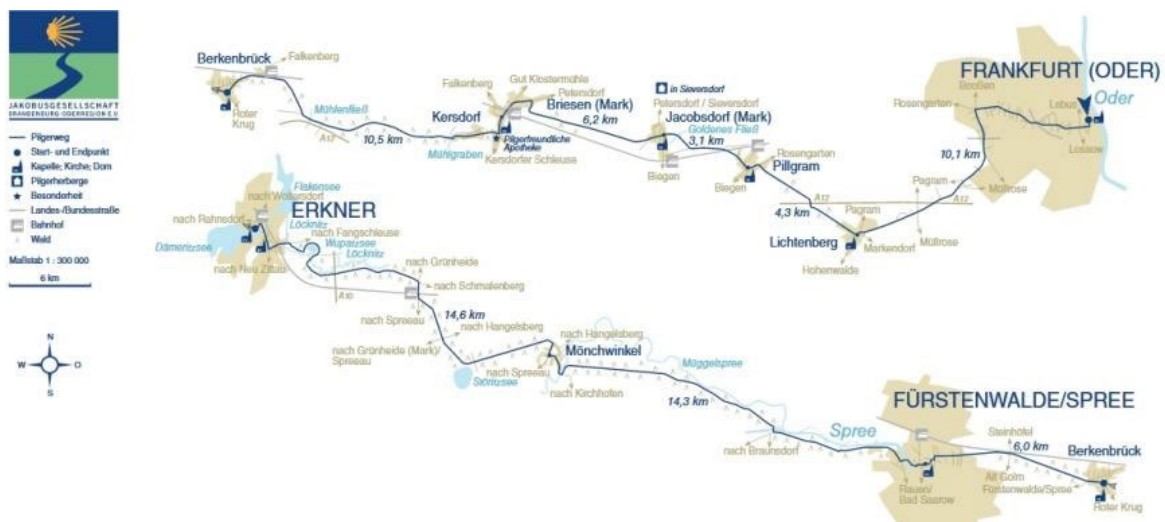 JAKOBUSGESELLSCHAFT
BRANDENBURG-ODERREGION E.V.
Pilgerweg
Start- und Endpunkt
Kapelle; Kirche; Dom
Pilgerherberge
Besonderheit
Landes-/Bundesstraße
Bahnhof
Wald
Maßstab 1 : 300 000
6 km
N
W
O
S
Berkenbrück
Falkenberg
Roter
Krug
Mühlenfließ
A12
10,5 km
Mühlgraben
Kersdorf
Falkenberg
Gut Klostermühle
Petersdorf
Briesen (Mark)
6,2 km
Pilgerfreundliche
Apotheke
Kersdorfer Schleuse
in Sieversdorf
Petersdorf / Sieversdorf
Jacobsdorf (Mark)
Goldenes Fließ
3,1 km
Biegen
Rosengarten
Pillgram
Biegen
4,3 km
A12
A12
Pagram
Lichtenberg
Hohenwalde
Markendorf
Müllrose
Pagram
Müllrose
10,1 km
FRANKFURT (ODER)
Booßen
Rosengarten
Lebus
Oder
Lossow
ERKNER
Flakensee
nach Woltersdorf
nach Rahnsdorf
Löcknitz
nach Fangschleuse
Dämeritzsee
Wupatzsee
Löcknitz
nach Neu Zittau
A10
nach Grünheide
nach Schmalenberg
nach Spreeau
14,6 km
nach Hangelsberg
nach Grünheide (Mark)/
Spreeau
Störitzsee
nach Hangelsberg
Mönchwinkel
nach Spreeau
nach Kirchhofen
Müggelspree
14,3 km
nach Braunsdorf
Spree
FÜRSTENWALDE/SPREE
Rauen/
Bad Saarow
Steinhöfel
6,0 km
Berkenbrück
Alt Golm
Fürstenwalde/Spree
Roter Krug